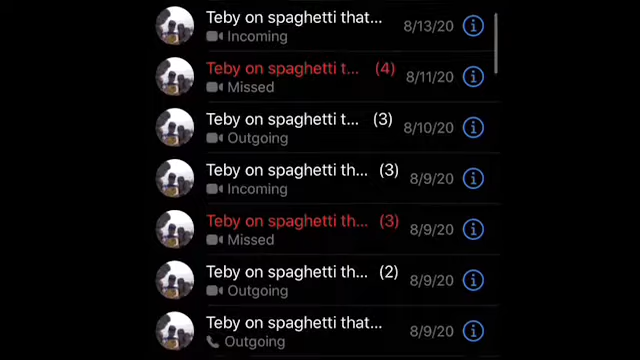 Teby on spaghetti that...
8/13/20
Incoming
Teby on spaghetti t... (4)
8/11/20
Missed
Teby on spaghetti t... (3)
8/10/20
Outgoing
Teby on spaghetti th... (3)
8/9/20
Incoming
Teby on spaghetti th... (3)
8/9/20
Missed
Teby on spaghetti th... (2)
8/9/20
Outgoing
Teby on spaghetti that...
8/9/20
Outgoing